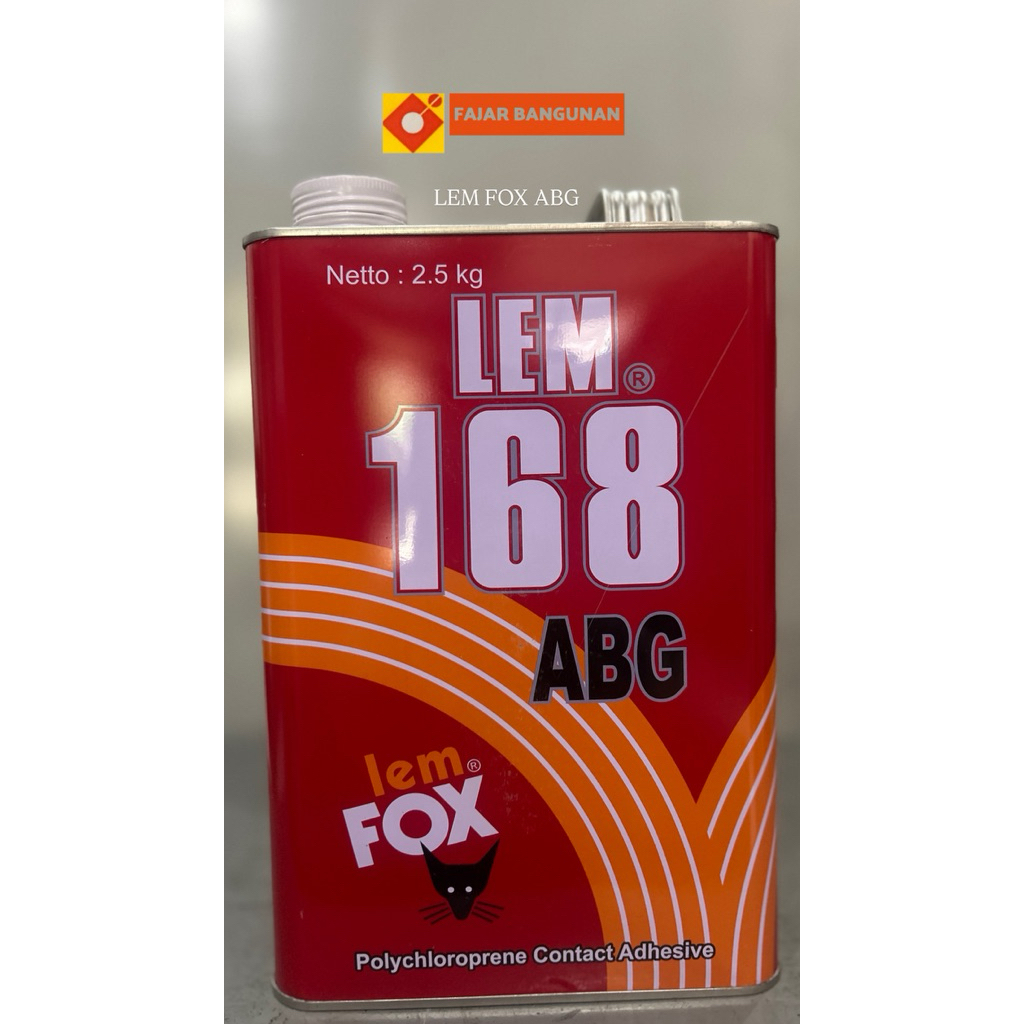 FAJAR BANGUNAN
LEM FOX ABG
Netto : 2.5 kg
LEM®
168
ABG
lem®
FOX
Polychloroprene Contact Adhesive